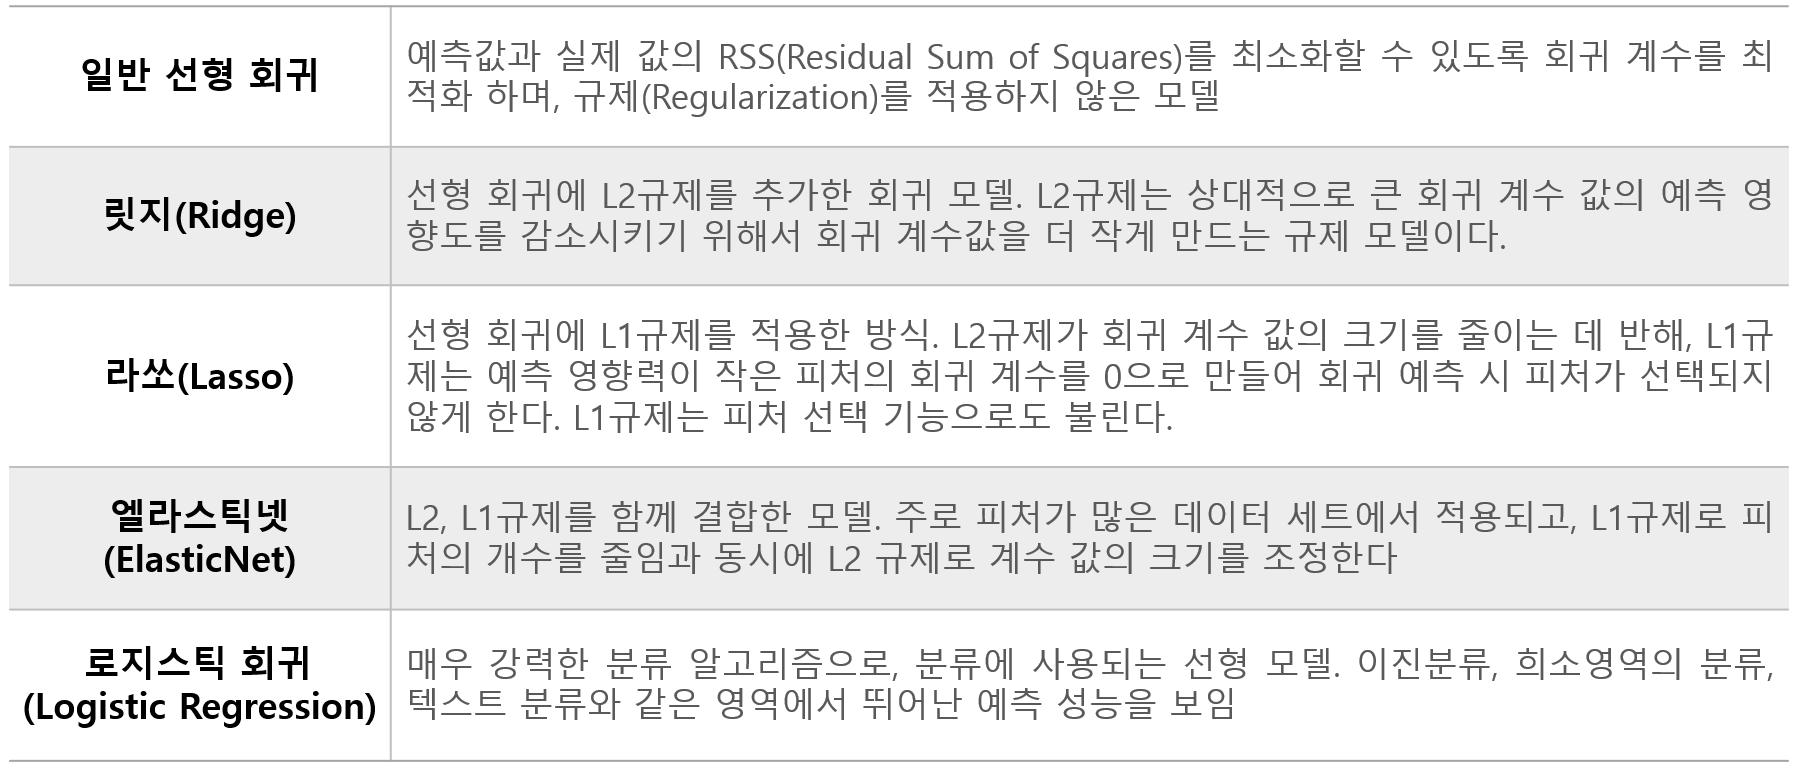 일반 선형 회귀
예측값과 실제 값의 RSS(Residual Sum of Squares)를 최소화할 수 있도록 회귀 계수를 최
적화 하며, 규제(Regularization)를 적용하지 않은 모델
릿지(Ridge)
선형 회귀에 L2규제를 추가한 회귀 모델. L2규제는 상대적으로 큰 회귀 계수 값의 예측 영
향도를 감소시키기 위해서 회귀 계수값을 더 작게 만드는 규제 모델이다.
라쏘(Lasso)
선형 회귀에 L1규제를 적용한 방식. L2규제가 회귀 계수 값의 크기를 줄이는 데 반해, L1규
제는 예측 영향력이 작은 피처의 회귀 계수를 0으로 만들어 회귀 예측 시 피처가 선택되지
않게 한다. L1규제는 피처 선택 기능으로도 불린다.
엘라스틱넷
(ElasticNet)
L2, L1규제를 함께 결합한 모델. 주로 피처가 많은 데이터 세트에서 적용되고, L1규제로 피
처의 개수를 줄임과 동시에 L2 규제로 계수 값의 크기를 조정한다
로지스틱 회귀
(Logistic Regression)
매우 강력한 분류 알고리즘으로, 분류에 사용되는 선형 모델. 이진분류, 희소영역의 분류,
텍스트 분류와 같은 영역에서 뛰어난 예측 성능을 보임